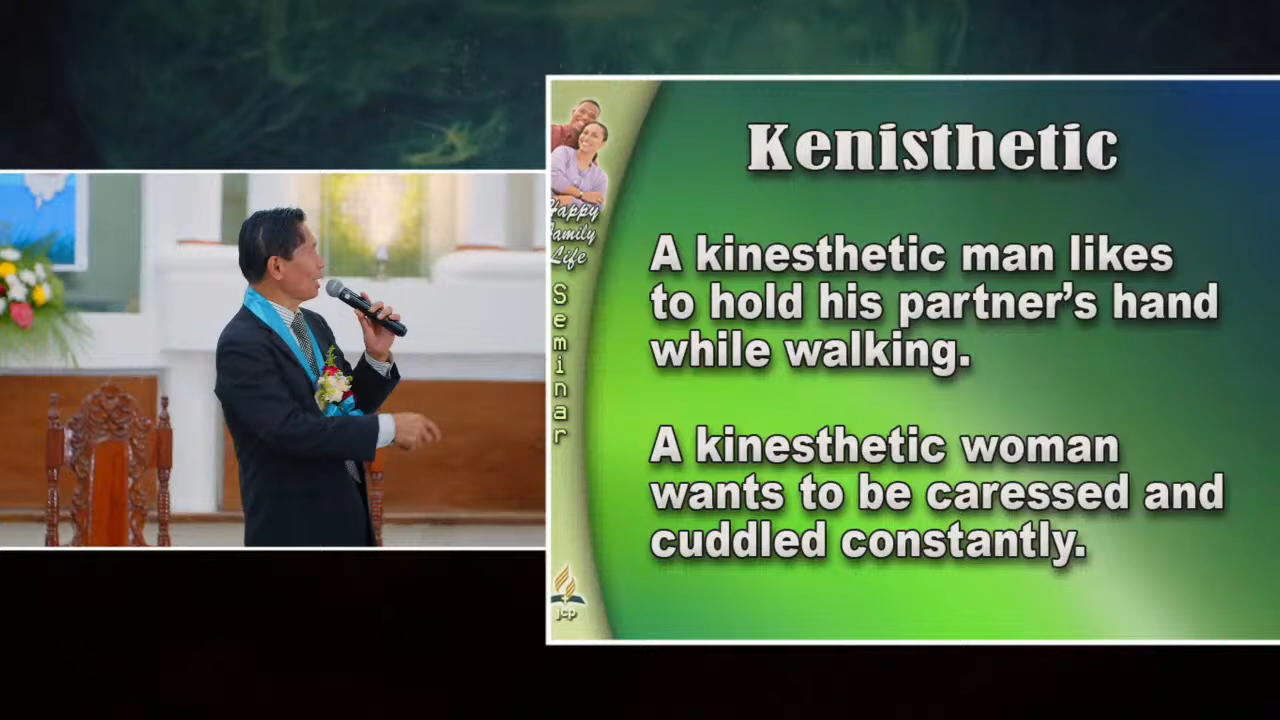 Kenisthetic
A kinesthetic man likes
to hold his partner’s hand
while walking.
A kinesthetic woman
wants to be caressed and
cuddled constantly.
Happy
Family
Life
Seminar
jcp